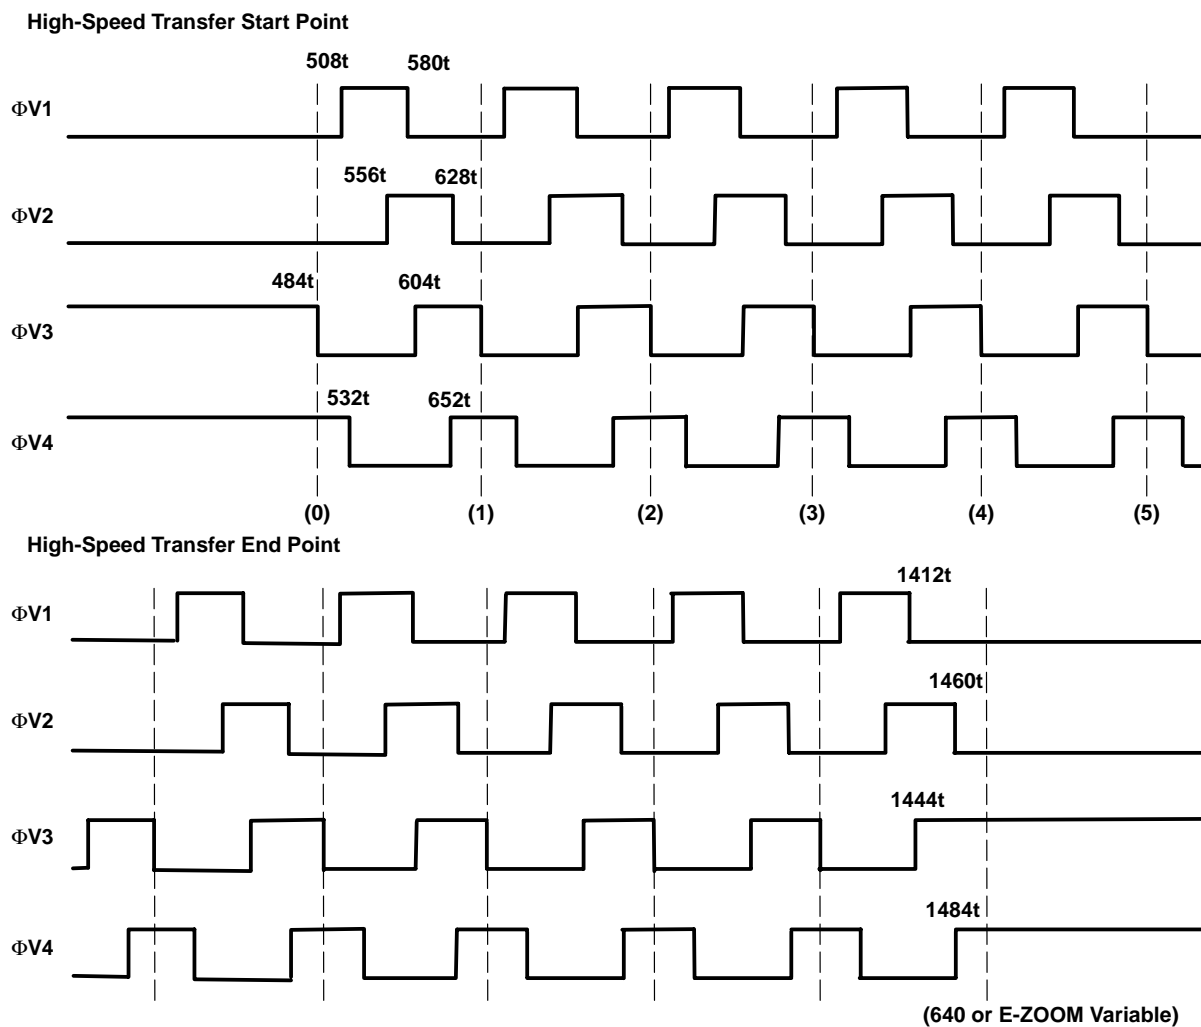 High-Speed Transfer Start Point
508t 580t
ΦV1
556t 628t
ΦV2
484t 604t
ΦV3
532t 652t
ΦV4
(0) (1) (2) (3) (4) (5)
High-Speed Transfer End Point
1412t
ΦV1
1460t
ΦV2
1444t
ΦV3
1484t
ΦV4
(640 or E-ZOOM Variable)